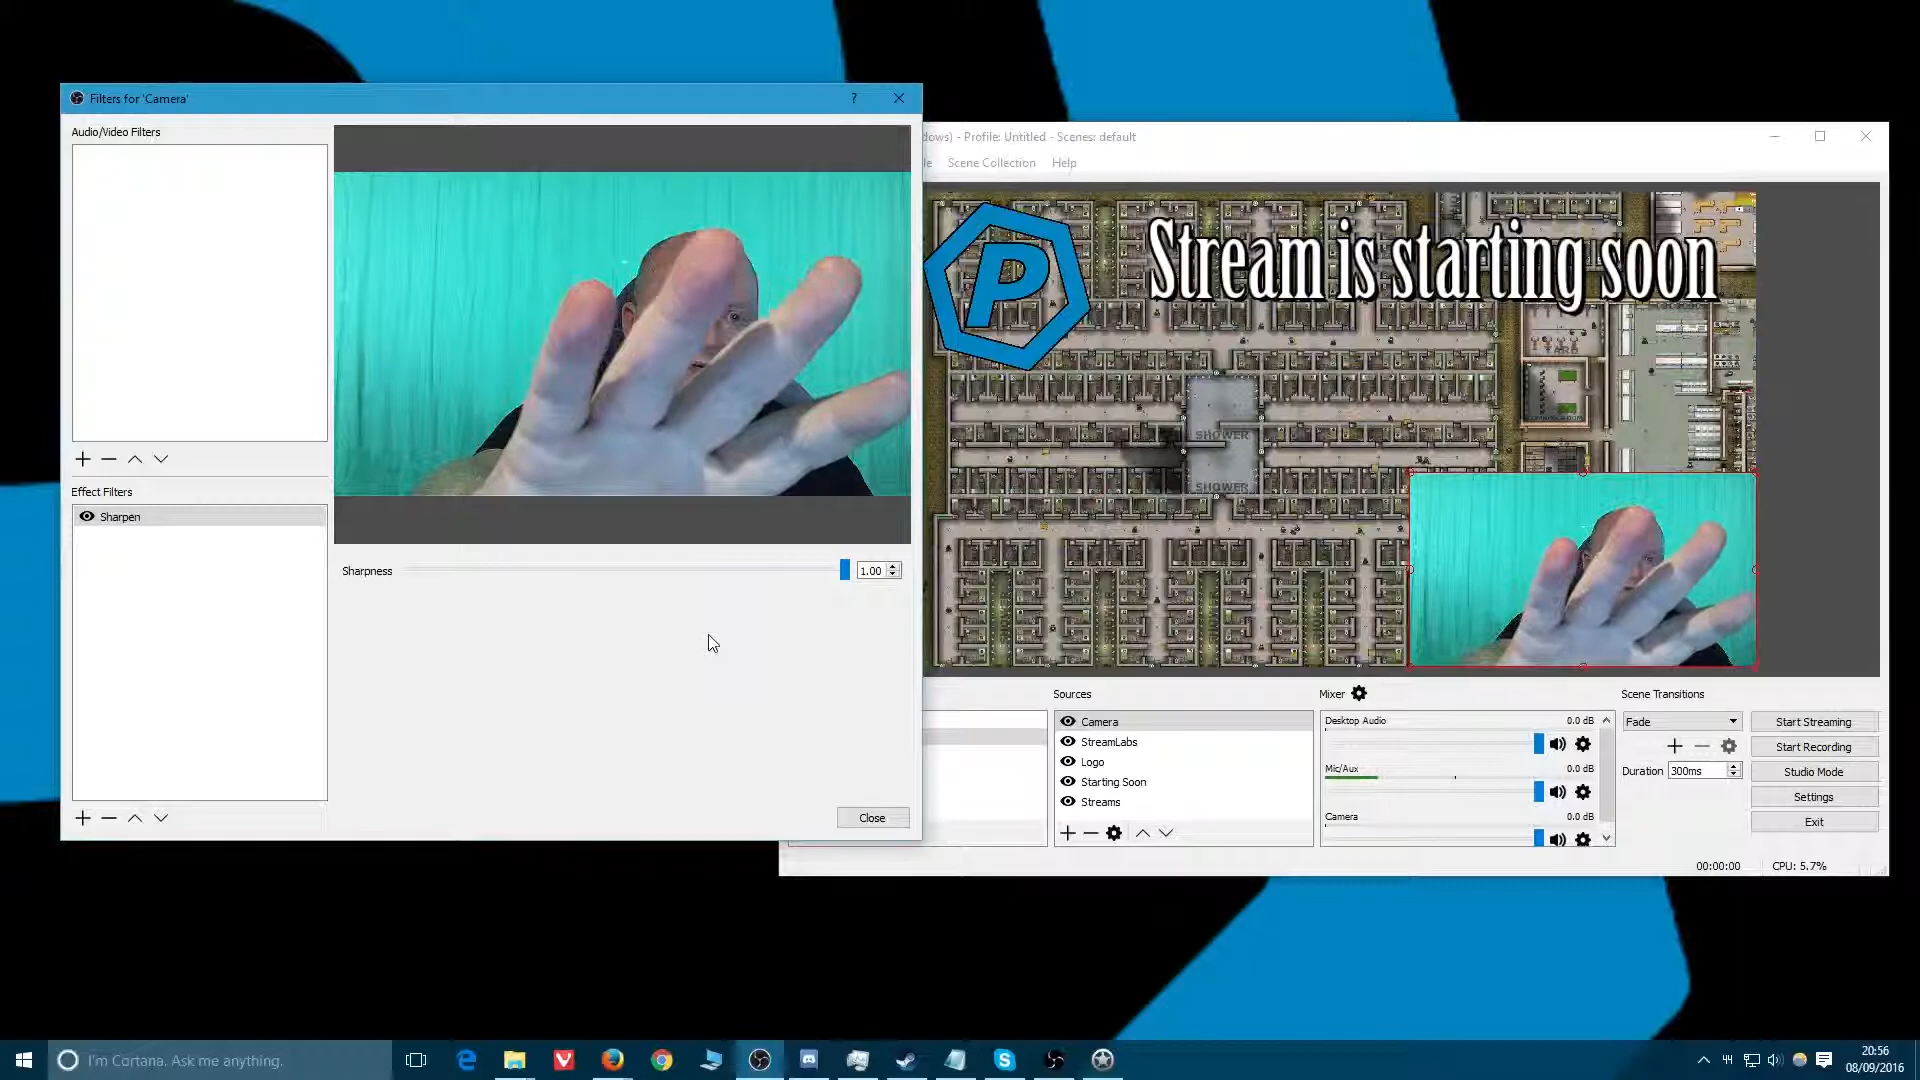 Filters for 'Camera'
?
Audio/Video Filters
Effect Filters
Sharpen
Sharpness
1.00
Close
dows) - Profile: Untitled - Scenes: default
Scene Collection
Help
P
Stream is starting soon
YARD
SHOWER
SHOWER
Sources
Camera
StreamLabs
Logo
Starting Soon
Streams
Mixer
Desktop Audio
0.0 dB
Mic/Aux
0.0 dB
Camera
0.0 dB
Scene Transitions
Fade
Duration
300ms
Start Streaming
Start Recording
Studio Mode
Settings
Exit
00:00:00
CPU: 5.7%
I'm Cortana. Ask me anything.
44
20:56
08/09/2016